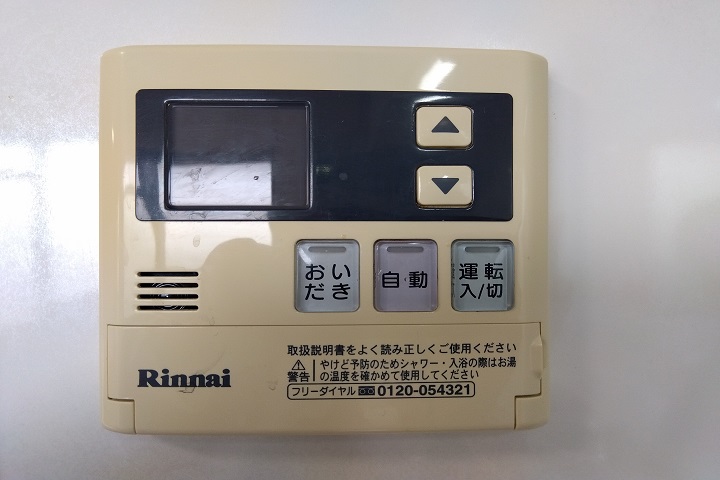 おい
だき
自動
運転
入/切
取扱説明書をよく読み正しくご使用ください
警告
やけど予防のためシャワー・入浴の際はお湯
の温度を確かめて使用してください
フリーダイヤル 0120-054321
Rinnai